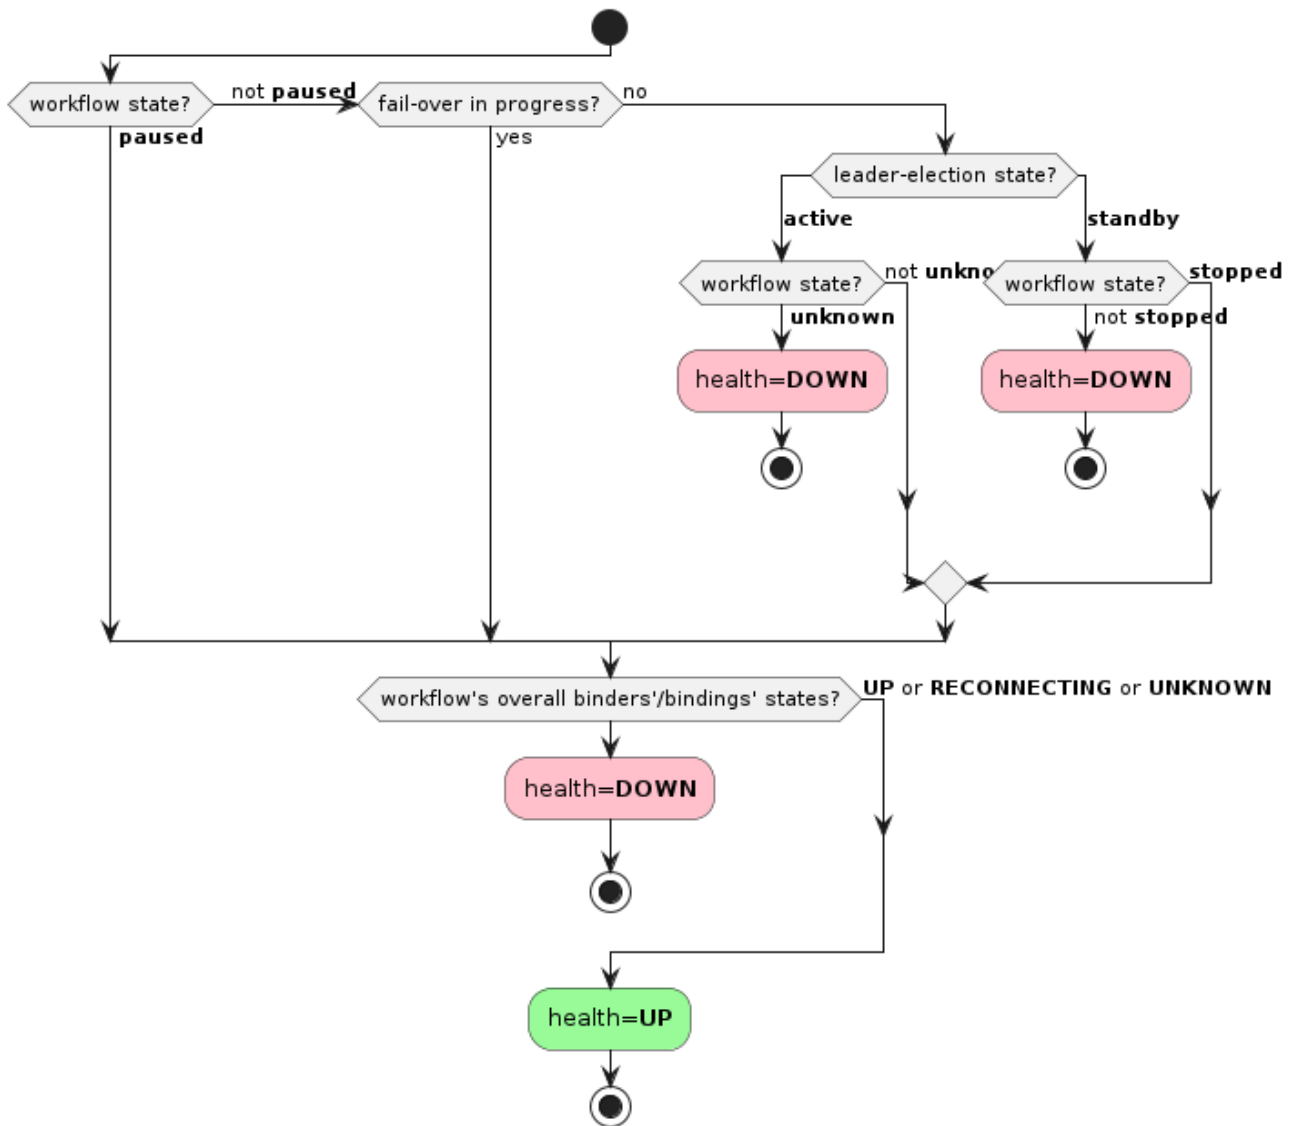 workflow state?
not paused
fail-over in progress?
no
paused
yes
leader-election state?
active
standby
workflow state?
not unkno
workflow state?
stopped
unknown
not stopped
health=DOWN
health=DOWN
workflow's overall binders'/bindings' states?
UP or RECONNECTING or UNKNOWN
health=DOWN
health=UP